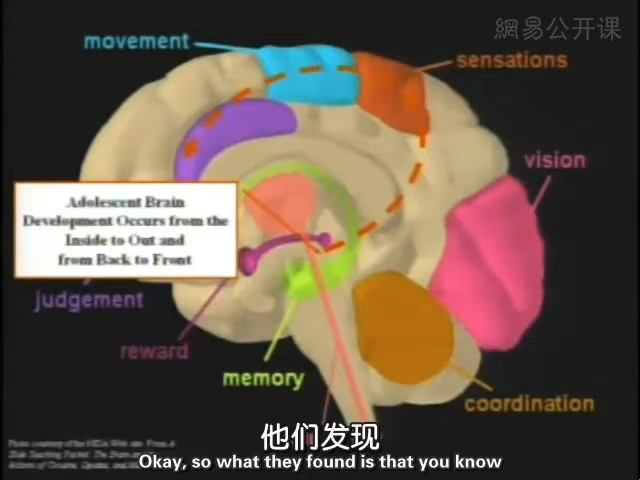 網易公开课
movement
sensations
vision
Adolescent Brain
Development Occurs from the
Inside to Out and
from Back to Front
judgement
reward
memory
coordination
他们发现
Okay, so what they found is that you know